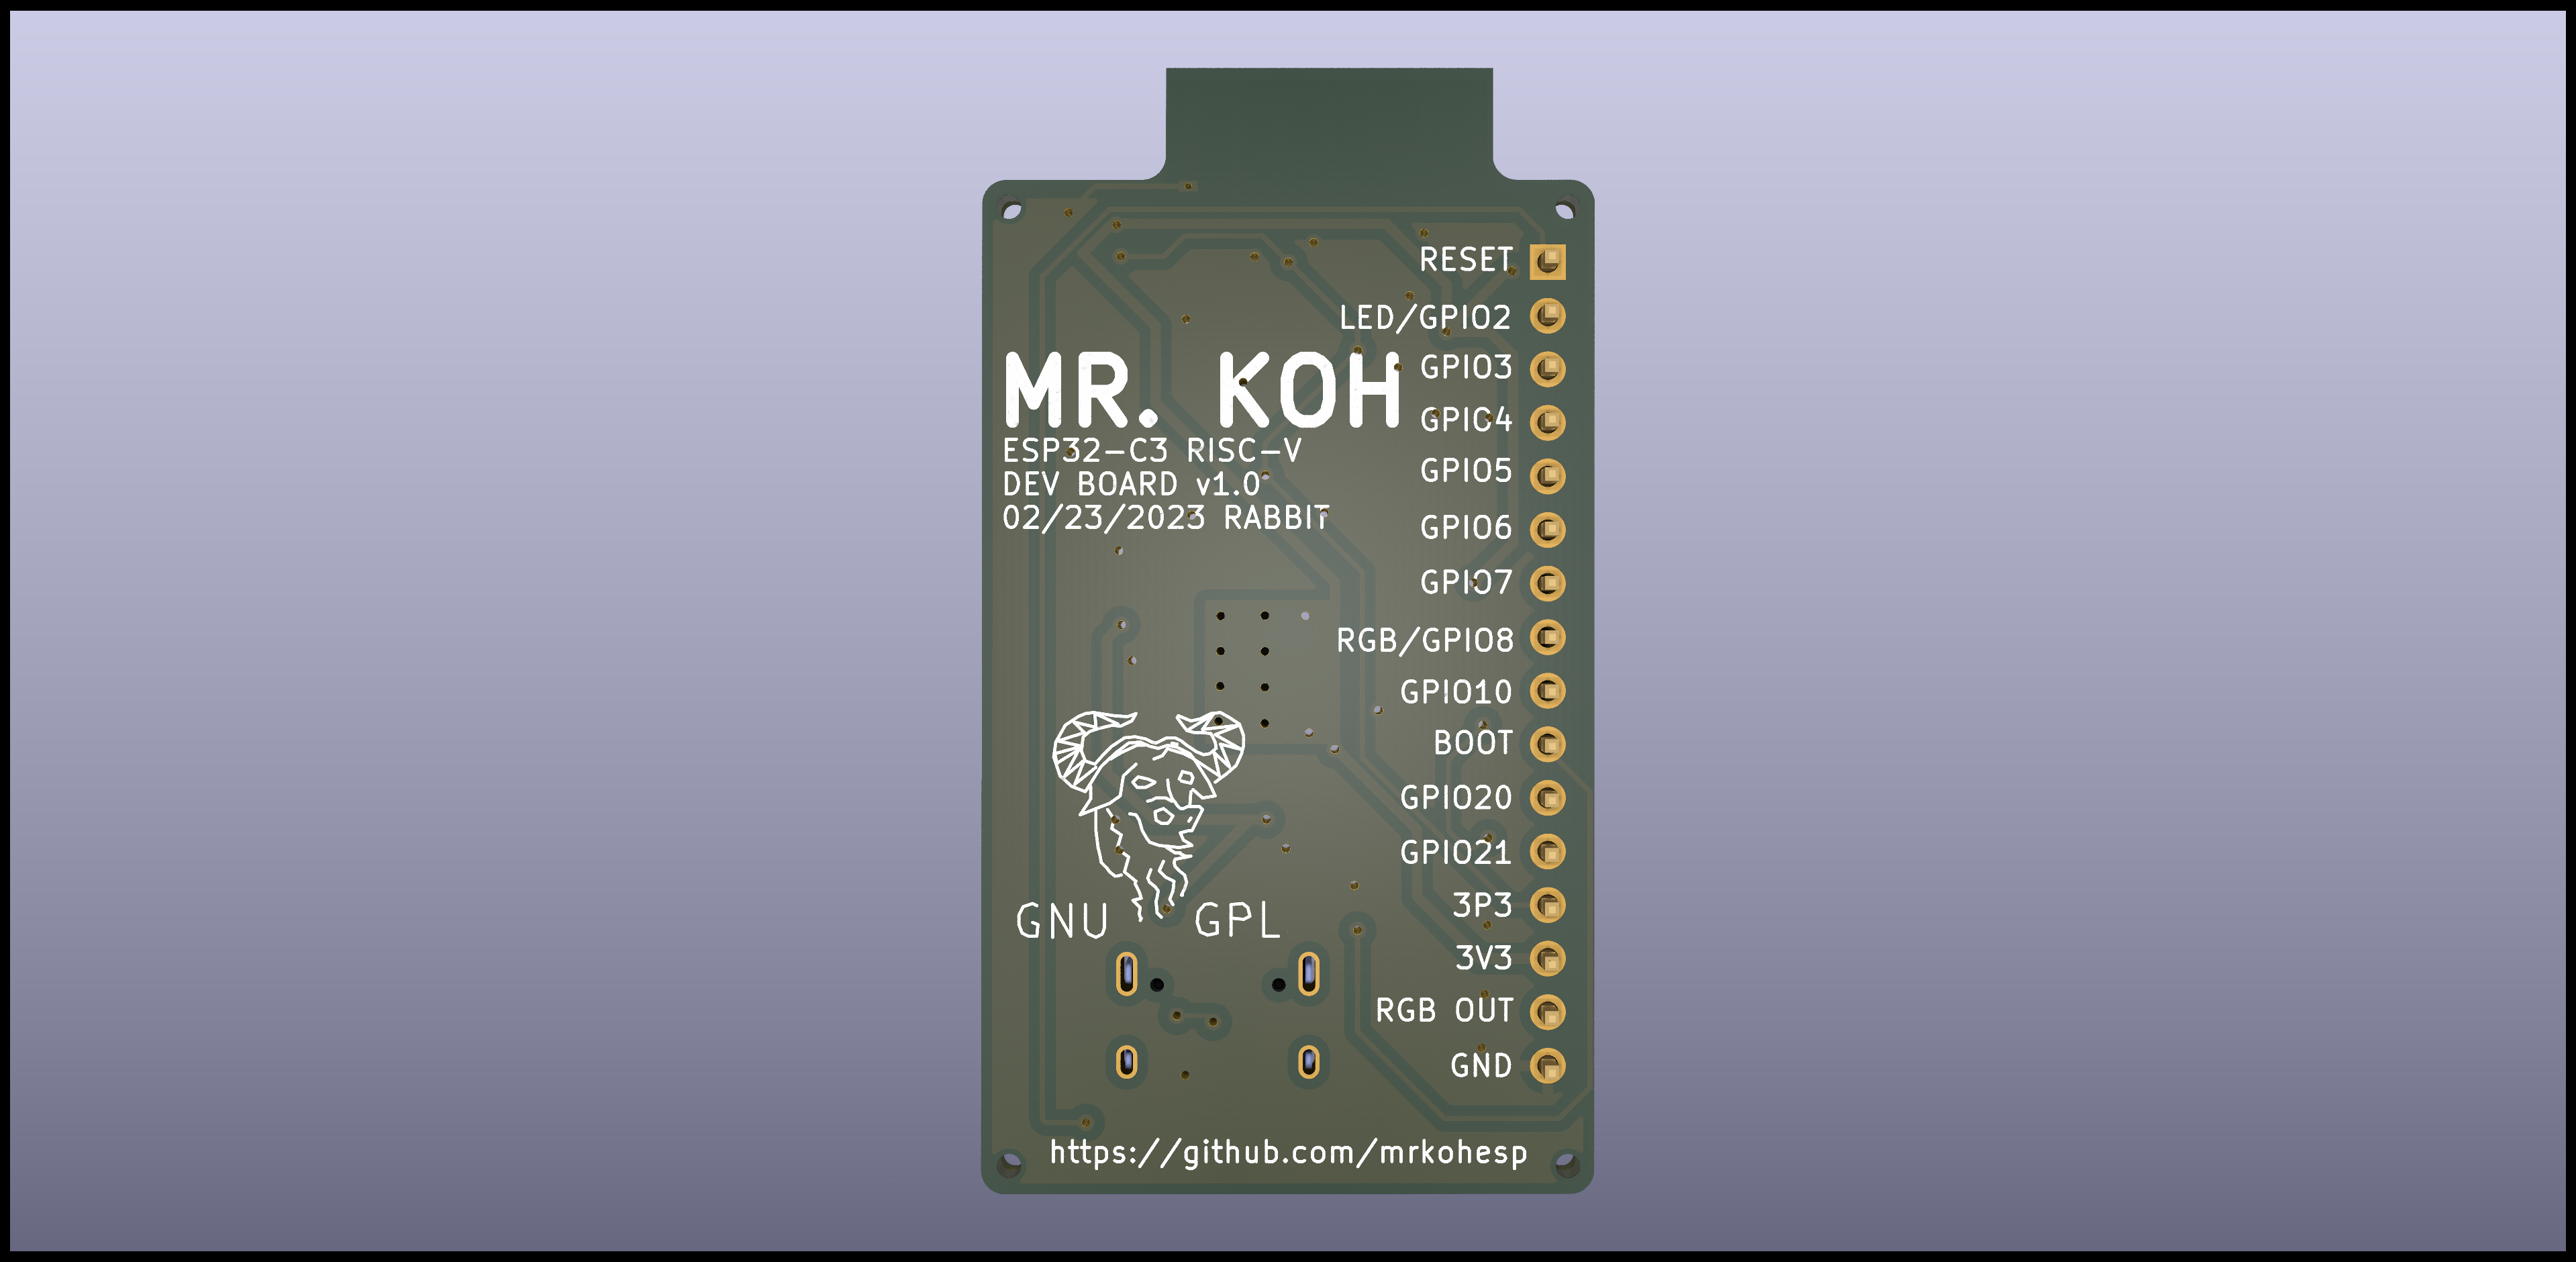 MR. KOH
ESP32-C3 RISC-V
DEV BOARD v1.0
02/23/2023 RABBIT
RESET
LED/GPIO2
GPIO3
GPIO4
GPIO5
GPIO6
GPIO7
RGB/GPIO8
GPIO10
BOOT
GPIO20
GPIO21
3P3
3V3
RGB OUT
GND
GNU GPL
https://github.com/mrkohesp